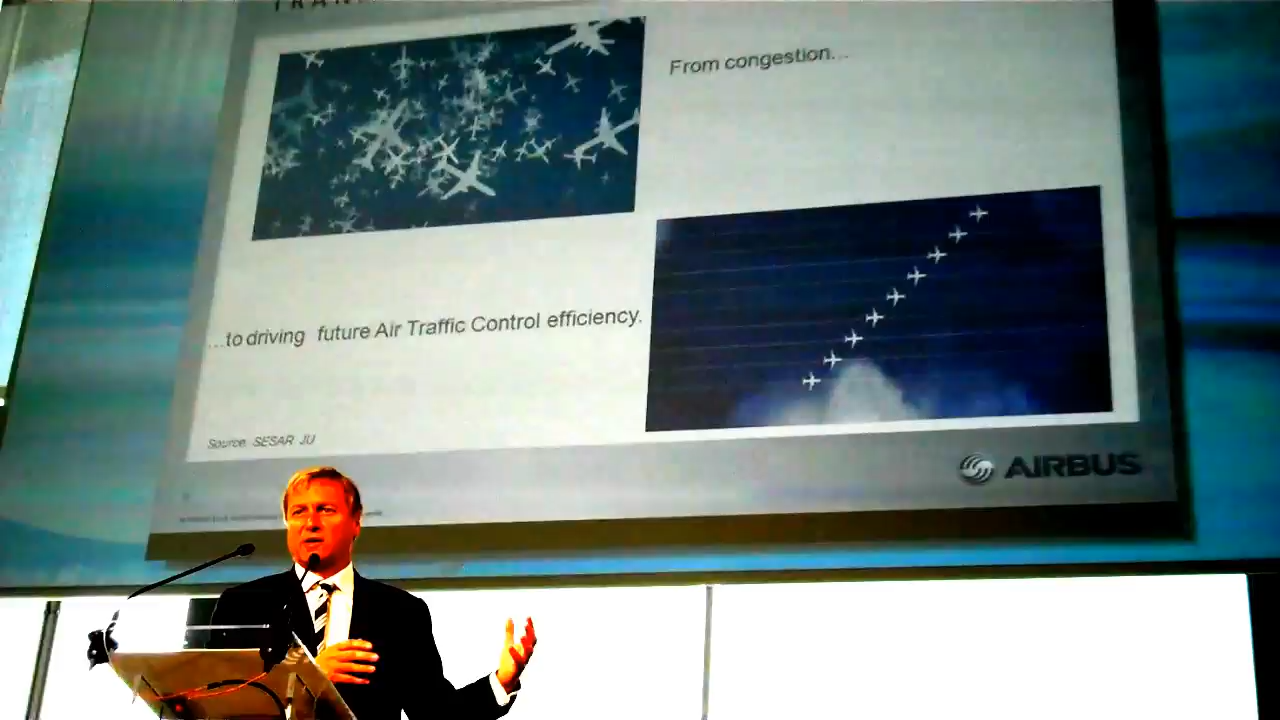 From congestion...
...to driving future Air Traffic Control efficiency.
Source: SESAR JU
AIRBUS